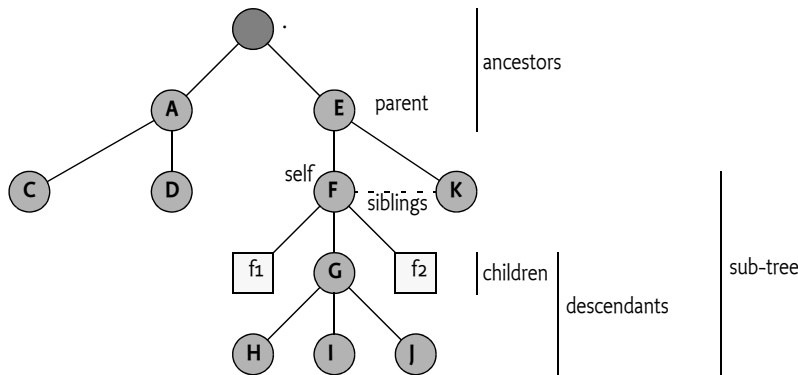 .
ancestors
A
E
parent
C
D
self
F
siblings
K
f1
G
f2
children
sub-tree
descendants
H
I
J